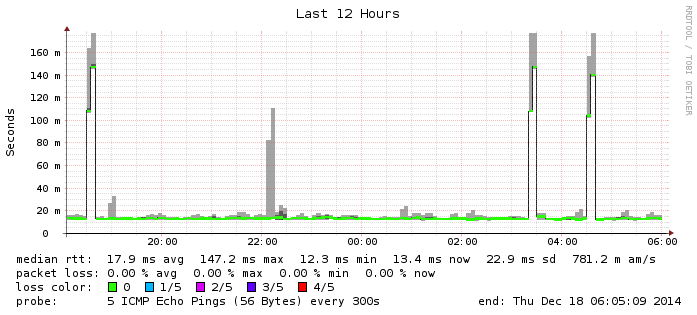 Last 12 Hours
RRDTOOL / TOBI OETIKER
Seconds
160 m
140 m
120 m
100 m
80 m
60 m
40 m
20 m
0
20:00 22:00 00:00 02:00 04:00 06:00
median rtt: 17.9 ms avg 147.2 ms max 12.3 ms min 13.4 ms now 22.9 ms sd 781.2 m am/s
packet loss: 0.00 % avg 0.00 % max 0.00 % min 0.00 % now
loss color: 0 1/5 2/5 3/5 4/5
probe: 5 ICMP Echo Pings (56 Bytes) every 300s end: Thu Dec 18 06:05:09 2014